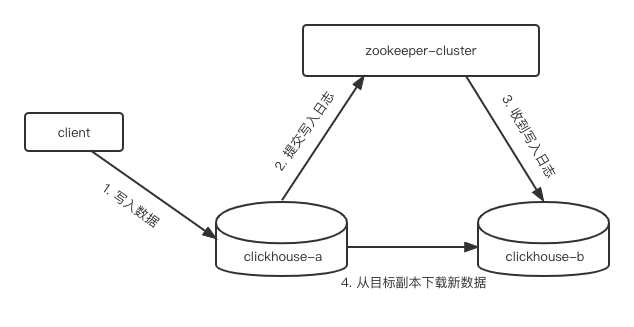 zookeeper-cluster
client
1. 写入数据
2. 提交写入日志
3. 收到写入日志
clickhouse-a
clickhouse-b
4. 从目标副本下载新数据